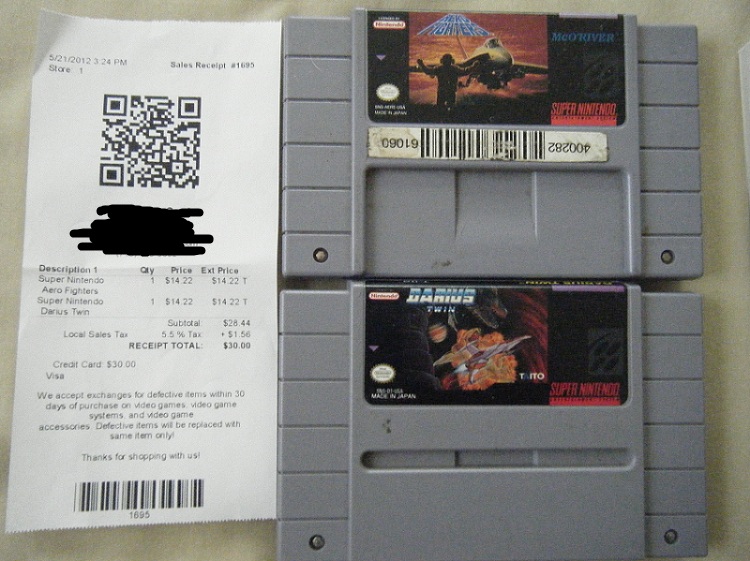 5/21/2012 3:24 PM
Store: 1
Sales Receipt #1695
Description 1 Qty Price Ext Price
Super Nintendo 1 $14.22 $14.22 T
Aero Fighters
Super Nintendo 1 $14.22 $14.22 T
Darius Twin
Subtotal: $28.44
Local Sales Tax 5.5 % Tax: + $1.56
RECEIPT TOTAL: $30.00
Credit Card: $30.00
Visa
We accept exchanges for defective items within 30
days of purchase on video games, video game
systems, and video game
accessories. Defective items will be replaced with
same item only!
Thanks for shopping with us!
1695
Nintendo
AERO
FIGHTERS
McO'RIVER
MADE IN JAPAN
SUPER NINTENDO
61060
400282
Nintendo
DARIUS
TWIN
TAITO
MADE IN JAPAN
SUPER NINTENDO